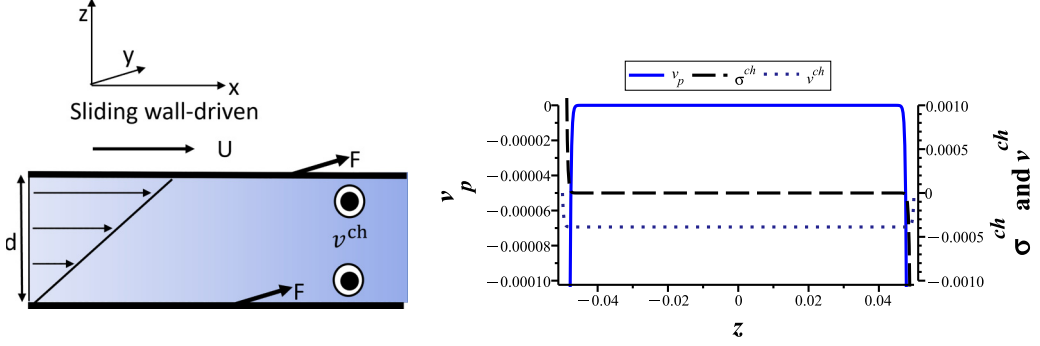 z
y
x
Sliding wall-driven
U
F
d
v^ch
F
v_p σ^ch v^ch
0 0.0010
−0.00002 0.0005
−0.00004
v_p 0 σ^ch and v^ch
−0.00006
−0.0005
−0.00008
−0.00010 −0.0010
−0.04 −0.02 0 0.02 0.04
z